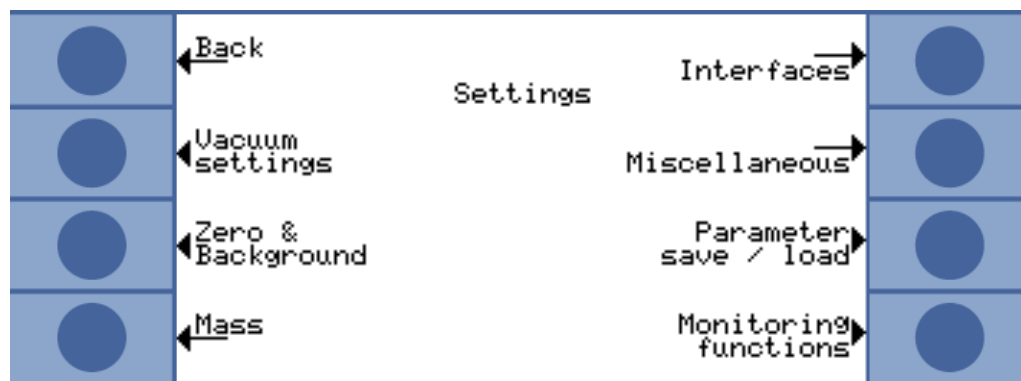 Back
Interfaces
Settings
Vacuum
settings
Miscellaneous
Zero &
Background
Parameter
save / load
Mass
Monitoring
functions